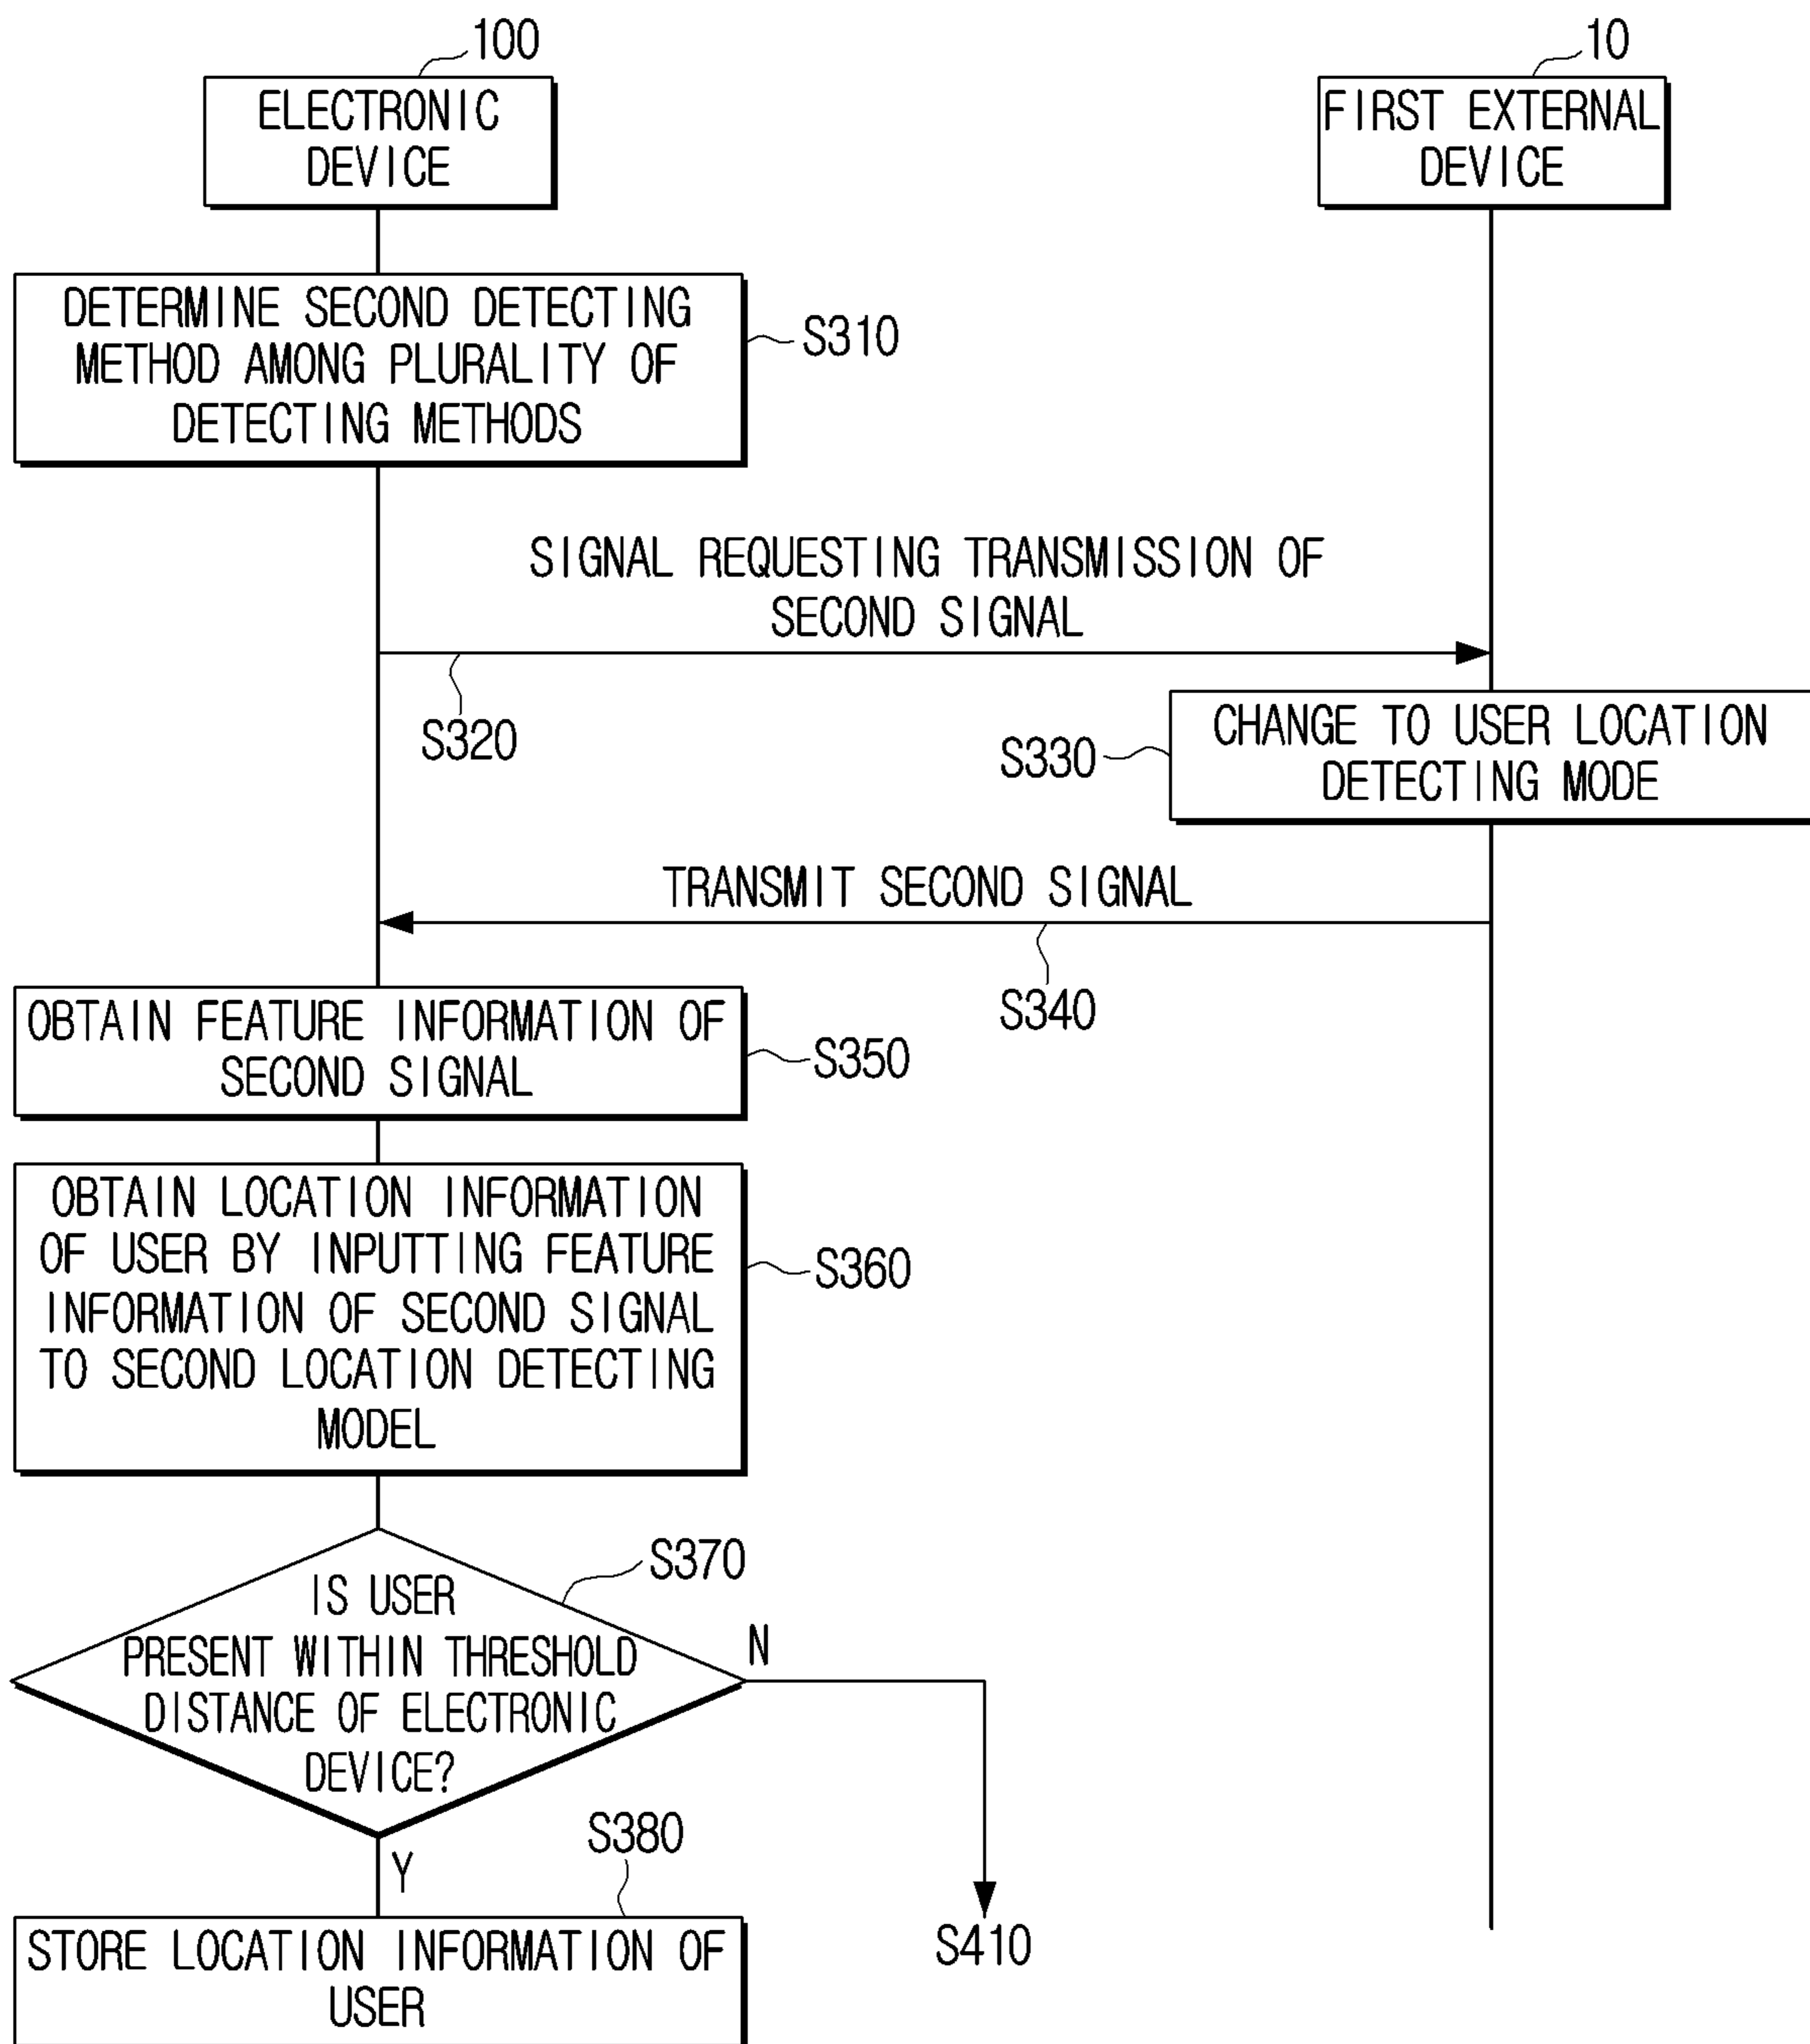 100
10
ELECTRONIC
DEVICE
FIRST EXTERNAL
DEVICE
DETERMINE SECOND DETECTING
METHOD AMONG PLURALITY OF
DETECTING METHODS
S310
SIGNAL REQUESTING TRANSMISSION OF
SECOND SIGNAL
S320
S330
CHANGE TO USER LOCATION
DETECTING MODE
TRANSMIT SECOND SIGNAL
S340
OBTAIN FEATURE INFORMATION OF
SECOND SIGNAL
S350
OBTAIN LOCATION INFORMATION
OF USER BY INPUTTING FEATURE
INFORMATION OF SECOND SIGNAL
TO SECOND LOCATION DETECTING
MODEL
S360
S370
IS USER
PRESENT WITHIN THRESHOLD
DISTANCE OF ELECTRONIC
DEVICE?
N
Y
S380
S410
STORE LOCATION INFORMATION OF
USER